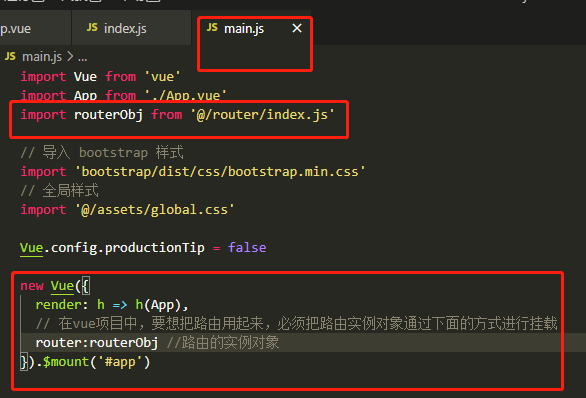 p.vue
JS index.js
JS main.js ×
JS main.js > ...
import Vue from 'vue'
import App from './App.vue'
import routerObj from '@/router/index.js'
// 导入 bootstrap 样式
import 'bootstrap/dist/css/bootstrap.min.css'
// 全局样式
import '@/assets/global.css'
Vue.config.productionTip = false
new Vue({
render: h => h(App),
// 在vue项目中，要想把路由用起来，必须把路由实例对象通过下面的方式进行挂载
router:routerObj //路由的实例对象
}).$mount('#app')